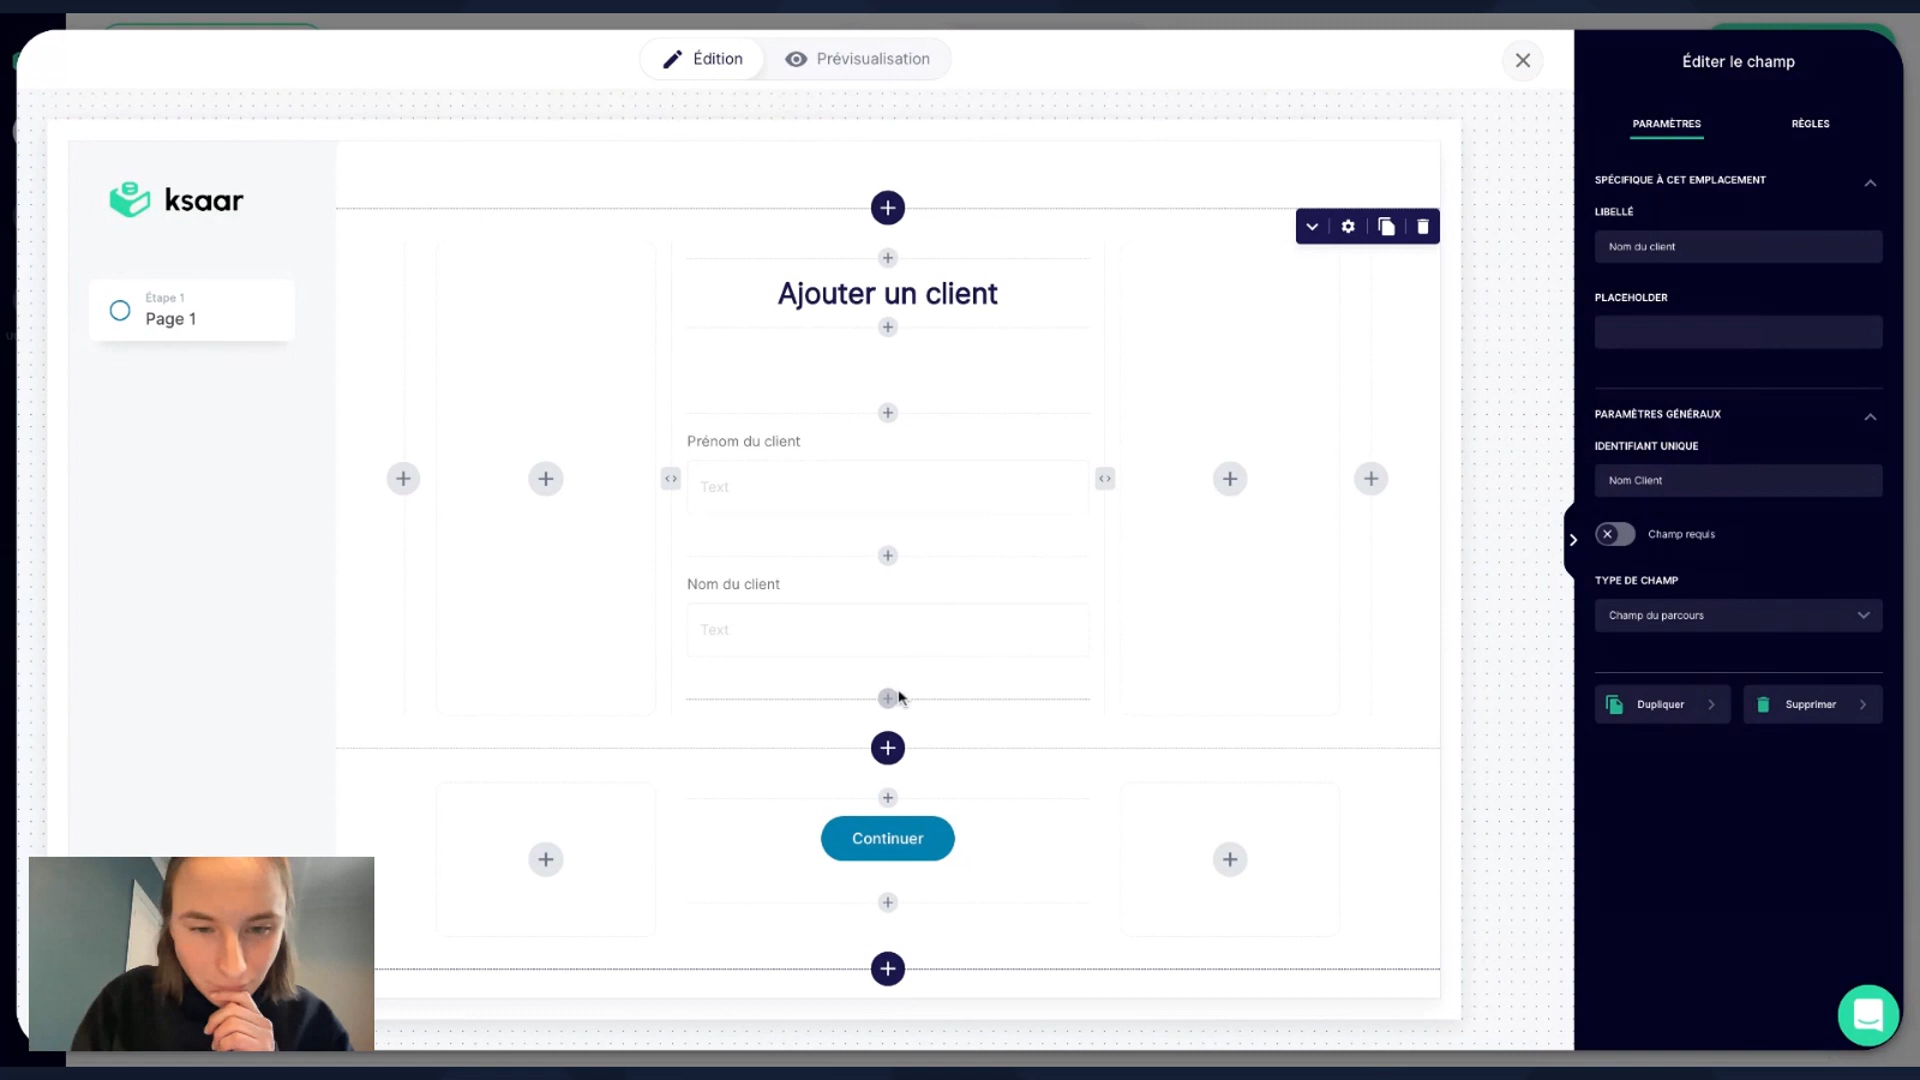 Édition
Prévisualisation
Éditer le champ
PARAMÈTRES
RÈGLES
ksaar
Étape 1
Page 1
Ajouter un client
Prénom du client
Text
Nom du client
Text
Continuer
SPÉCIFIQUE À CET EMPLACEMENT
LIBELLÉ
Nom du client
PLACEHOLDER
PARAMÈTRES GÉNÉRAUX
IDENTIFIANT UNIQUE
Nom Client
Champ requis
TYPE DE CHAMP
Champ du parcours
Dupliquer
Supprimer